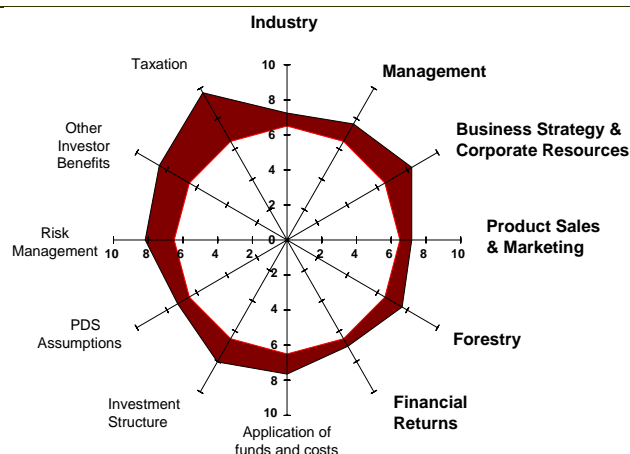 Industry
Taxation
Management
Other
Investor
Benefits
Business Strategy &
Corporate Resources
Risk
Management
Product Sales
& Marketing
PDS
Assumptions
Forestry
Investment
Structure
Financial
Returns
Application of
funds and costs
10
8
6
4
2
0
2
4
6
8
10
10
8
6
4
2
2
4
6
8
10